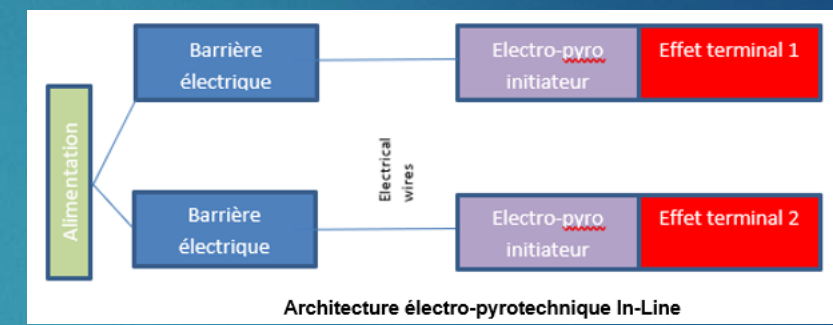 Barrière
électrique
Electro-pyro
initiateur
Effet terminal 1
Alimentation
Electrical
wires
Barrière
électrique
Electro-pyro
initiateur
Effet terminal 2
Architecture électro-pyrotechnique In-Line